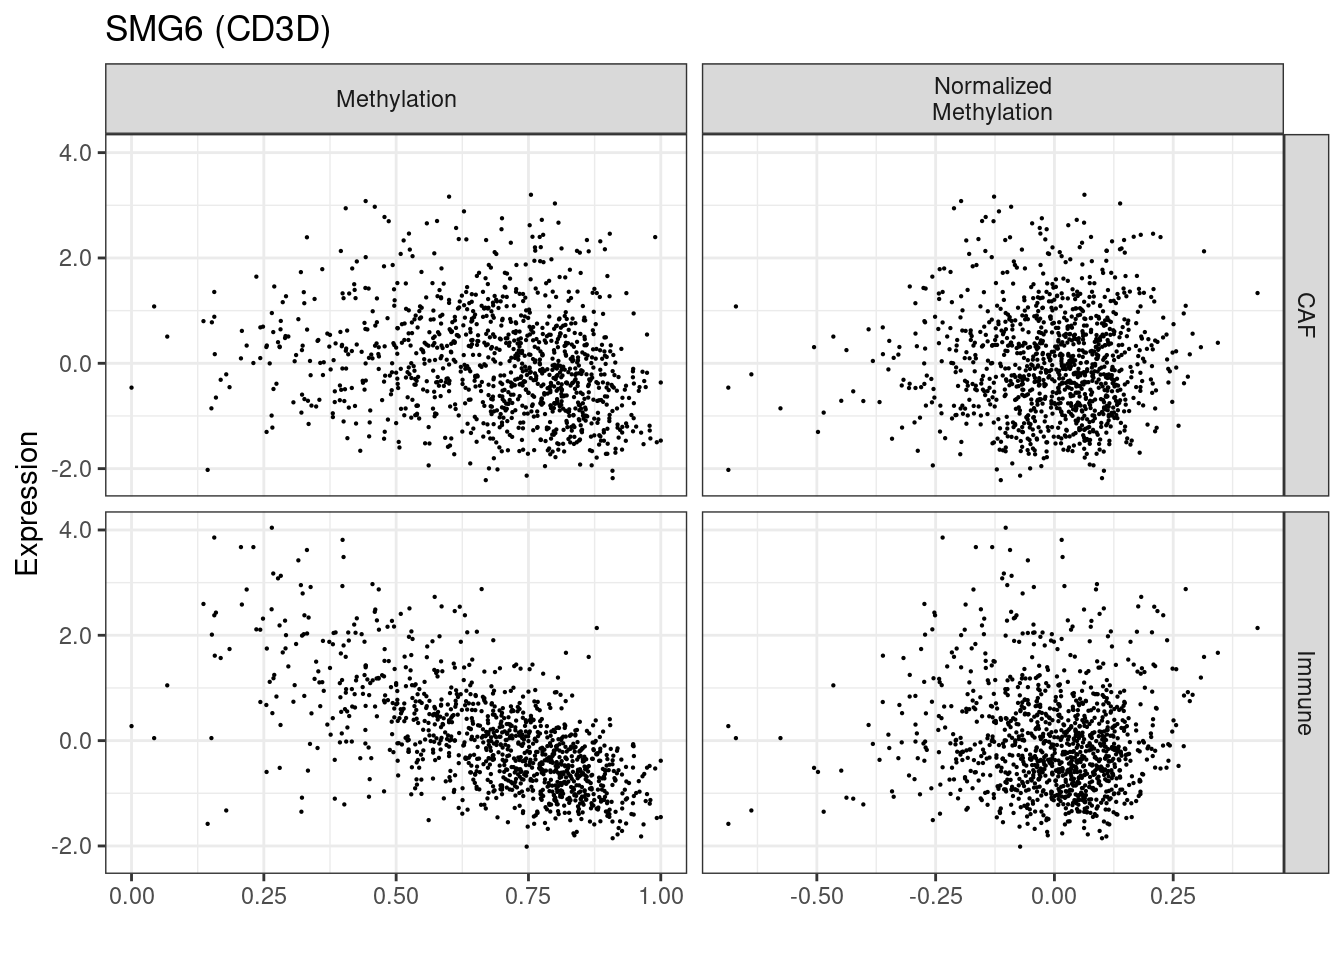 SMG6 (CD3D)
Methylation
Normalized
Methylation
4.0
2.0
0.0
-2.0
CAF
Expression
4.0
2.0
0.0
-2.0
Immune
0.00 0.25 0.50 0.75 1.00 -0.50 -0.25 0.00 0.25